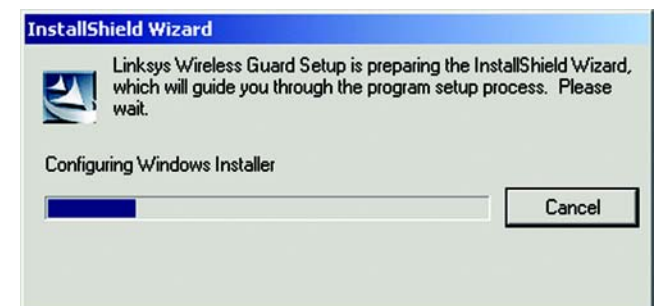 InstallShield Wizard
Linksys Wireless Guard Setup is preparing the InstallShield Wizard,
which will guide you through the program setup process. Please
wait.
Configuring Windows Installer
Cancel